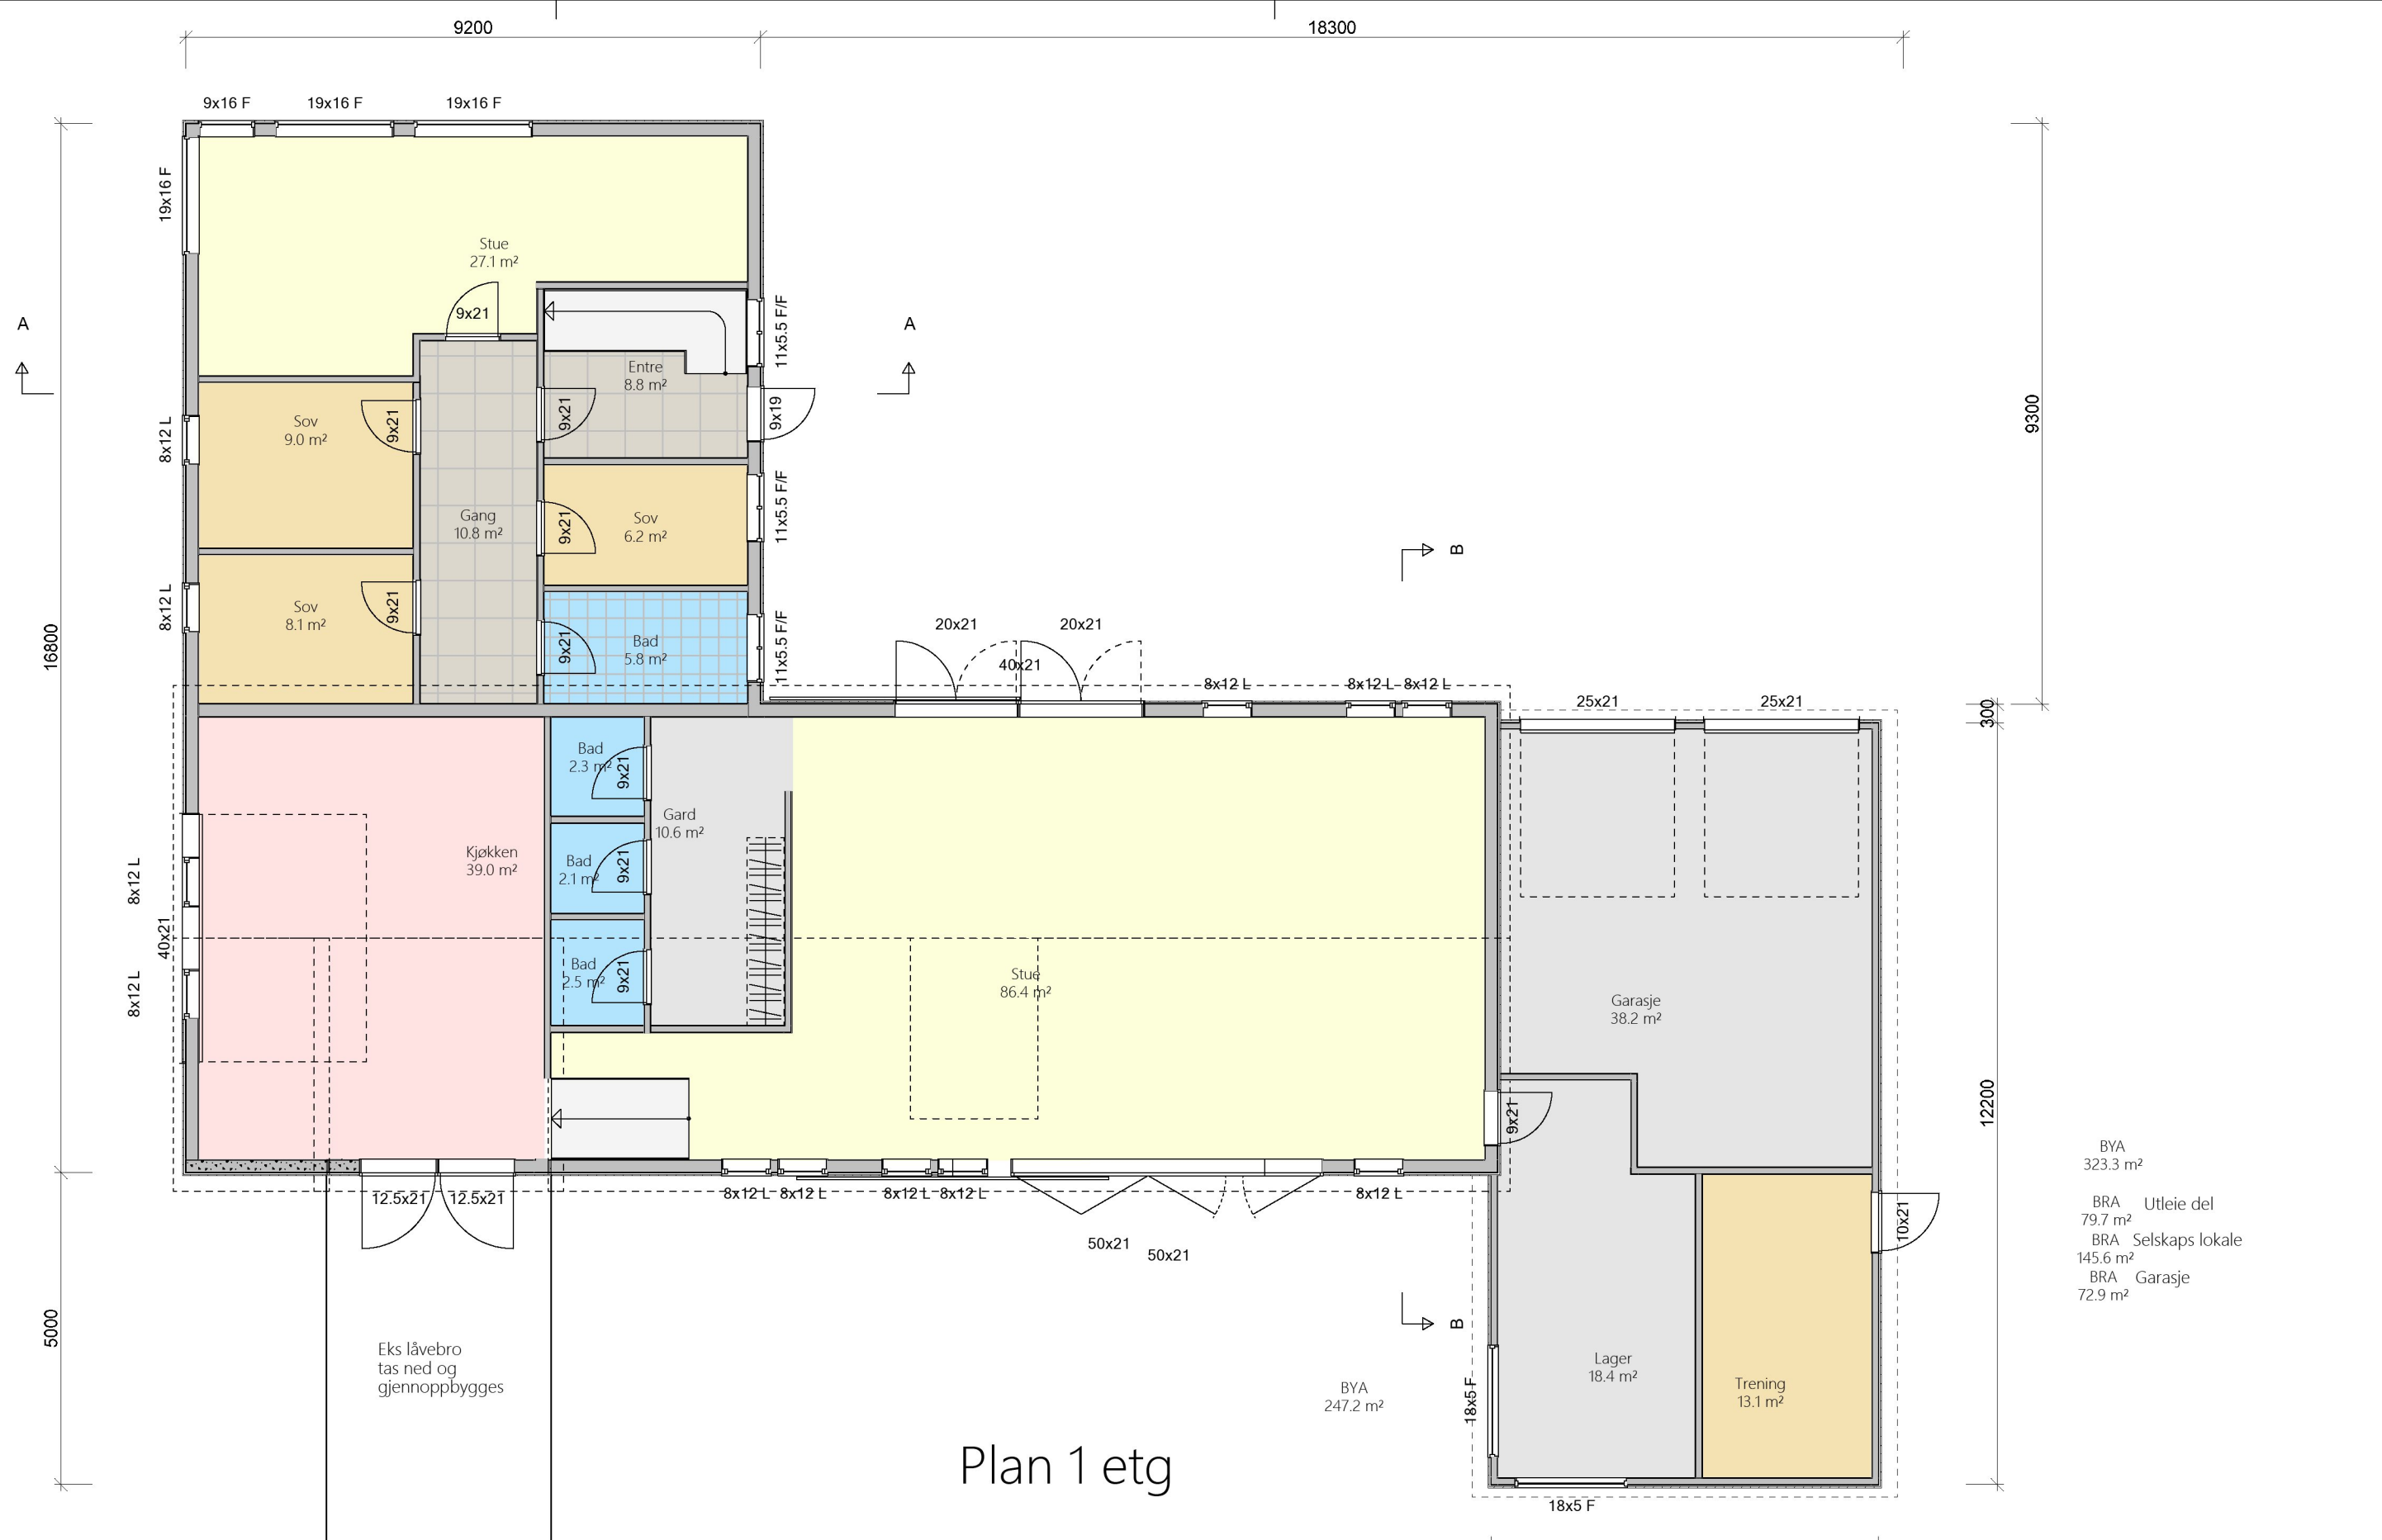 9200
18300
9x16 F
19x16 F
19x16 F
19x16 F
Stue
27.1 m²
9x21
11x5.5 F/F
A
A
Entre
8.8 m²
9x21
9x19
9300
8x12 L
Sov
9.0 m²
9x21
11x5.5 F/F
Gang
10.8 m²
9x21
Sov
6.2 m²
B
8x12 L
Sov
8.1 m²
9x21
16800
9x21
Bad
5.8 m²
11x5.5 F/F
20x21
20x21
40x21
8x12 L
8x12 L
8x12 L
25x21
25x21
300
Bad
2.3 m²
9x21
Gard
10.6 m²
Kjøkken
39.0 m²
Bad
2.1 m²
9x21
8x12 L
40x21
8x12 L
Bad
2.5 m²
9x21
Stue
86.4 m²
Garasje
38.2 m²
9x21
12200
12.5x21
12.5x21
8x12 L
8x12 L
8x12 L
8x12 L
8x12 L
10x21
50x21
50x21
BYA
323.3 m²
BRA Utleie del
79.7 m²
BRA Selskaps lokale
145.6 m²
BRA Garasje
72.9 m²
5000
B
Eks låvebro
tas ned og
gjennoppbygges
BYA
247.2 m²
18x5 F
Lager
18.4 m²
Trening
13.1 m²
Plan 1 etg
18x5 F